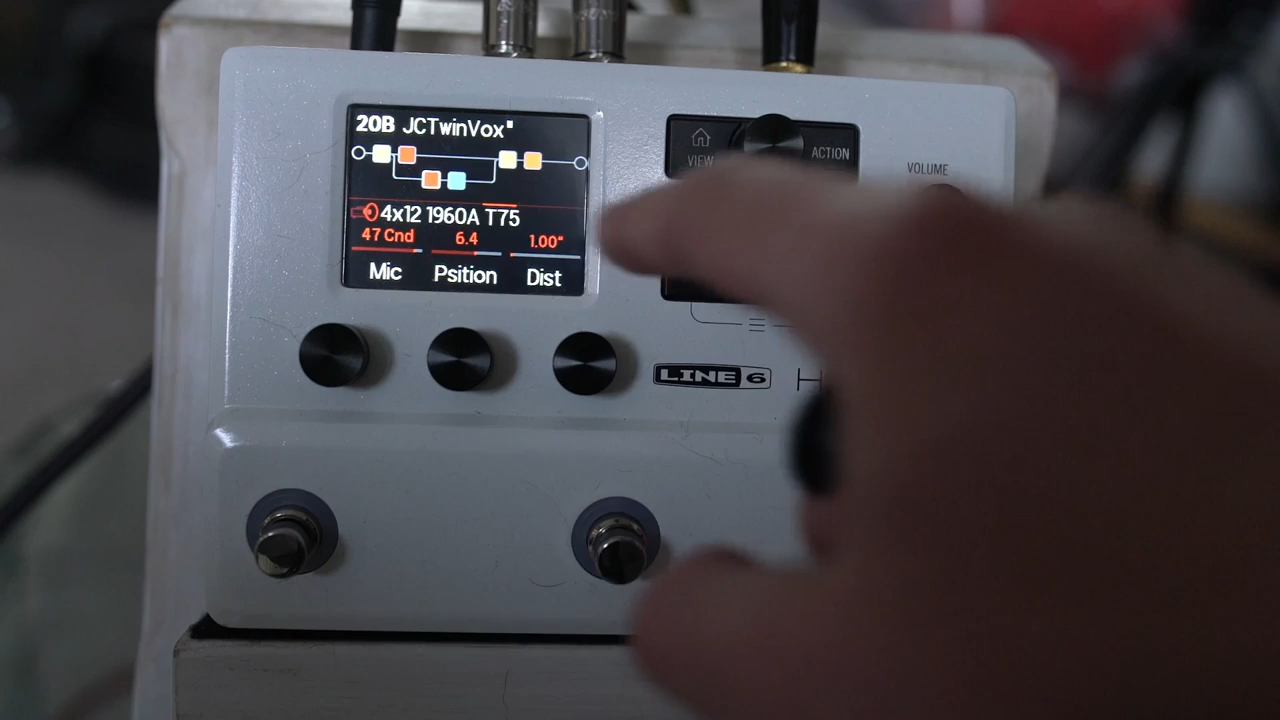 20B JCTwinVox
4x12 1960A T75
47 Cnd 6.4 1.00"
Mic Psition Dist
VIEW ACTION
VOLUME
LINE 6 H